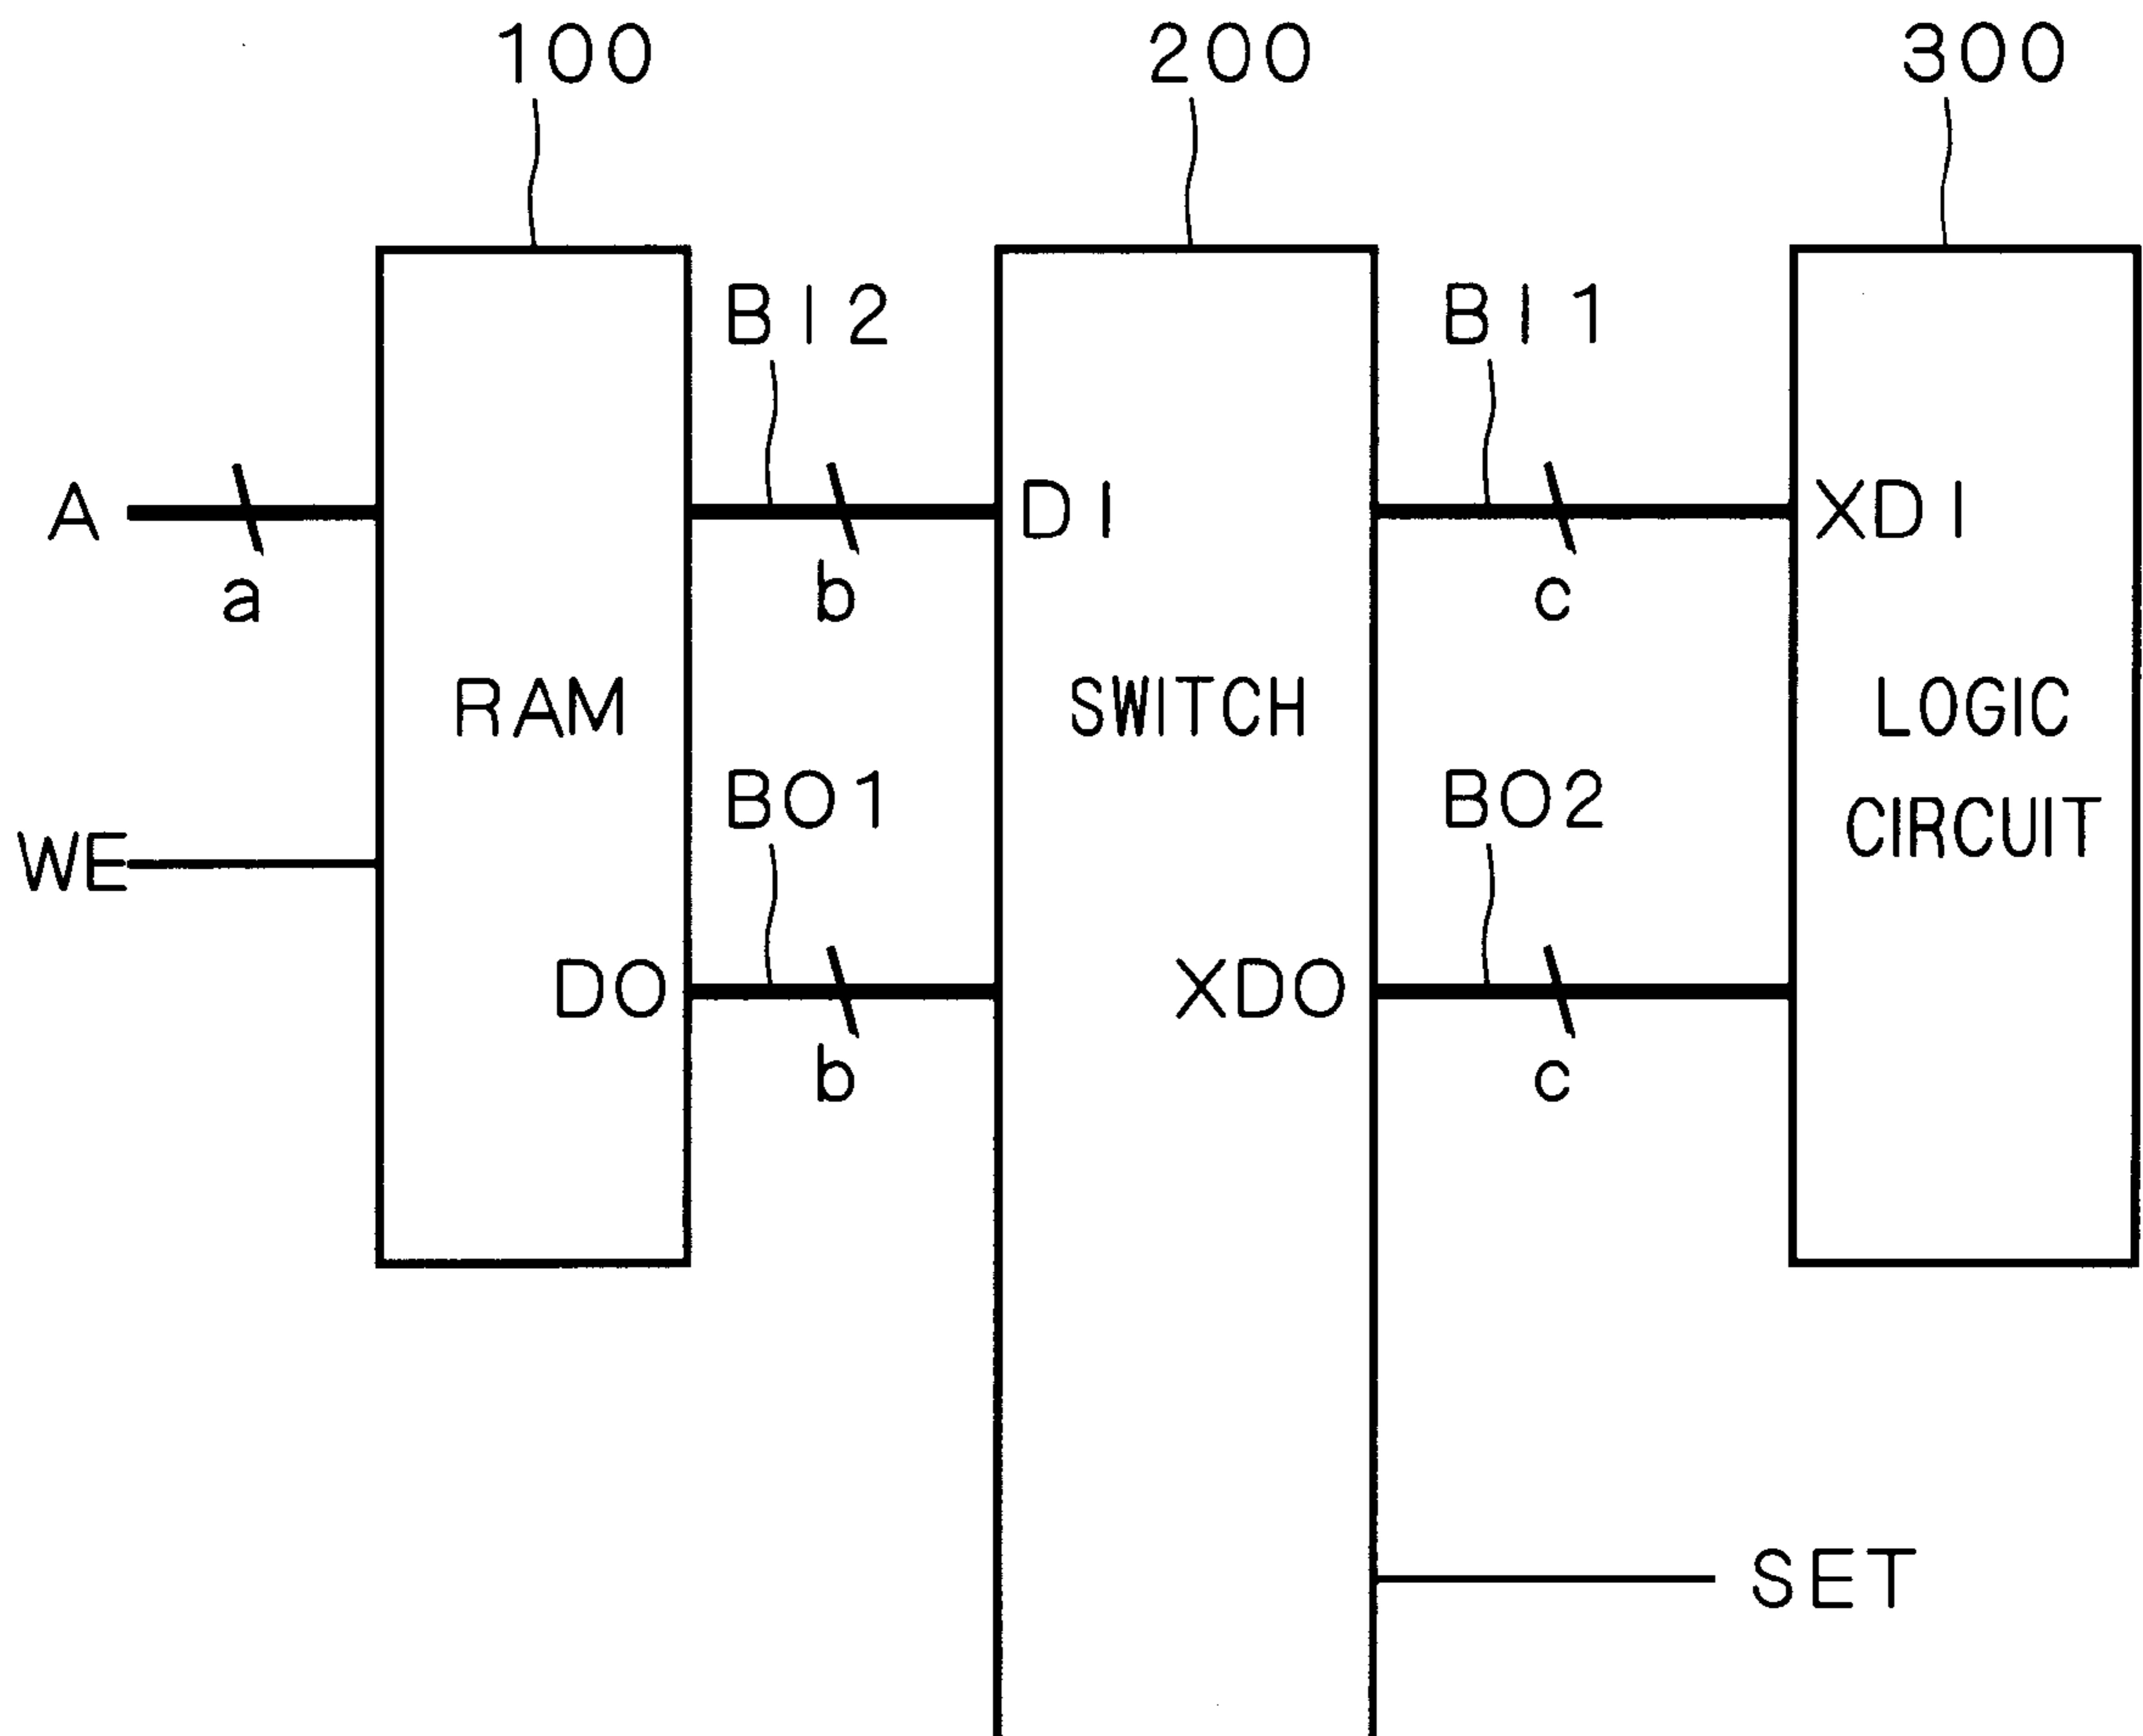 100 200 300
BI2 BI1
A DI XDI
a b c
RAM SWITCH LOGIC
BO1 BO2 CIRCUIT
WE
DO XDO
b c
SET